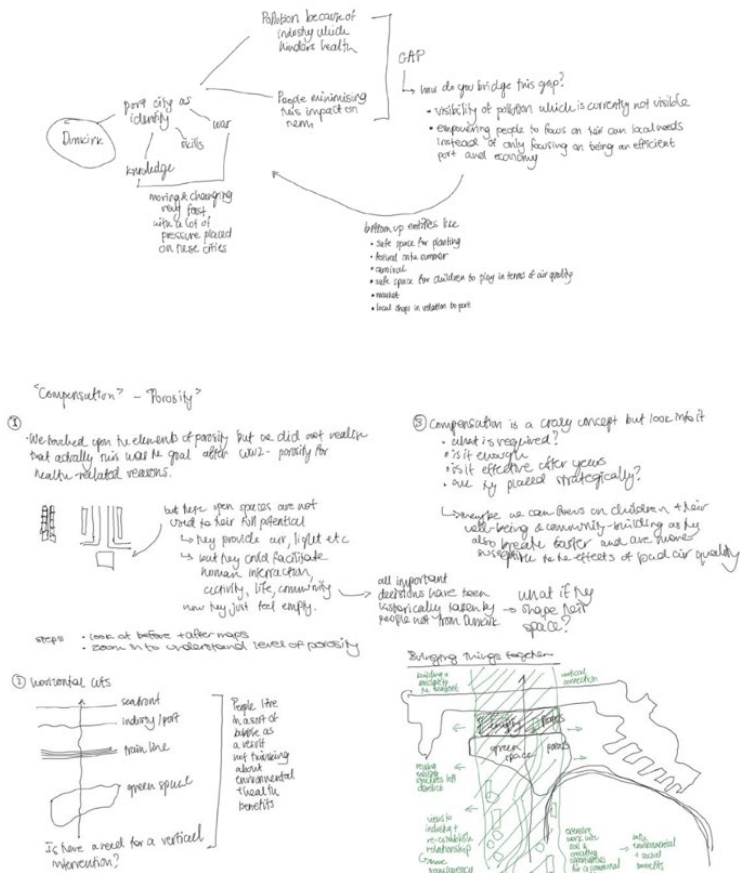 Pollution because of
industry which
hinders health
People minimising
this impact on
them
GAP
how do you bridge this gap?
• visibility of pollution which is currently not visible
• empowering people to focus on their own local needs
instead of only focusing on being an efficient
port and economy
Dunkirk
port city as
identity
war
skills
knowledge
moving & changing
very fast
with a lot of
pressure placed
on these cities
bottom up entities like
• safe space for planting
• festival
• carnival
• safe space for children to play in terms of air quality
• market
• local shops in relation to port
"Compensation" - "Porosity"
①
• We touched upon the elements of porosity but we did not realise
that actually this was the goal after WW2 - porosity for
health-related reasons.
but these open spaces are not
used to their full potential
they provide air, light etc
but they could facilitate
human interaction,
activity, life, community
now they just feel empty.
all important
decisions have been
historically taken by
people not from Dunkirk
what if they
shape their
space?
steps • look at before + after maps
• zoom in to understand level of porosity
② horizontal cuts
seafront
industry/port
train line
green space
People live
in a sort of
bubble as
a result
not thinking
about
environmental
+ health
benefits
Is there a need for a vertical
intervention?
③ Compensation is a crazy concept but look into it
• what is required?
• is it enough
• is it effective after years
• are they placed strategically?
maybe we can focus on children + their
well-being & community-building as they
also breathe faster and are more
susceptible to the effects of bad air quality
Bringing things together
vertical
connection
green
space
views to
industry +
re-establish
relationship